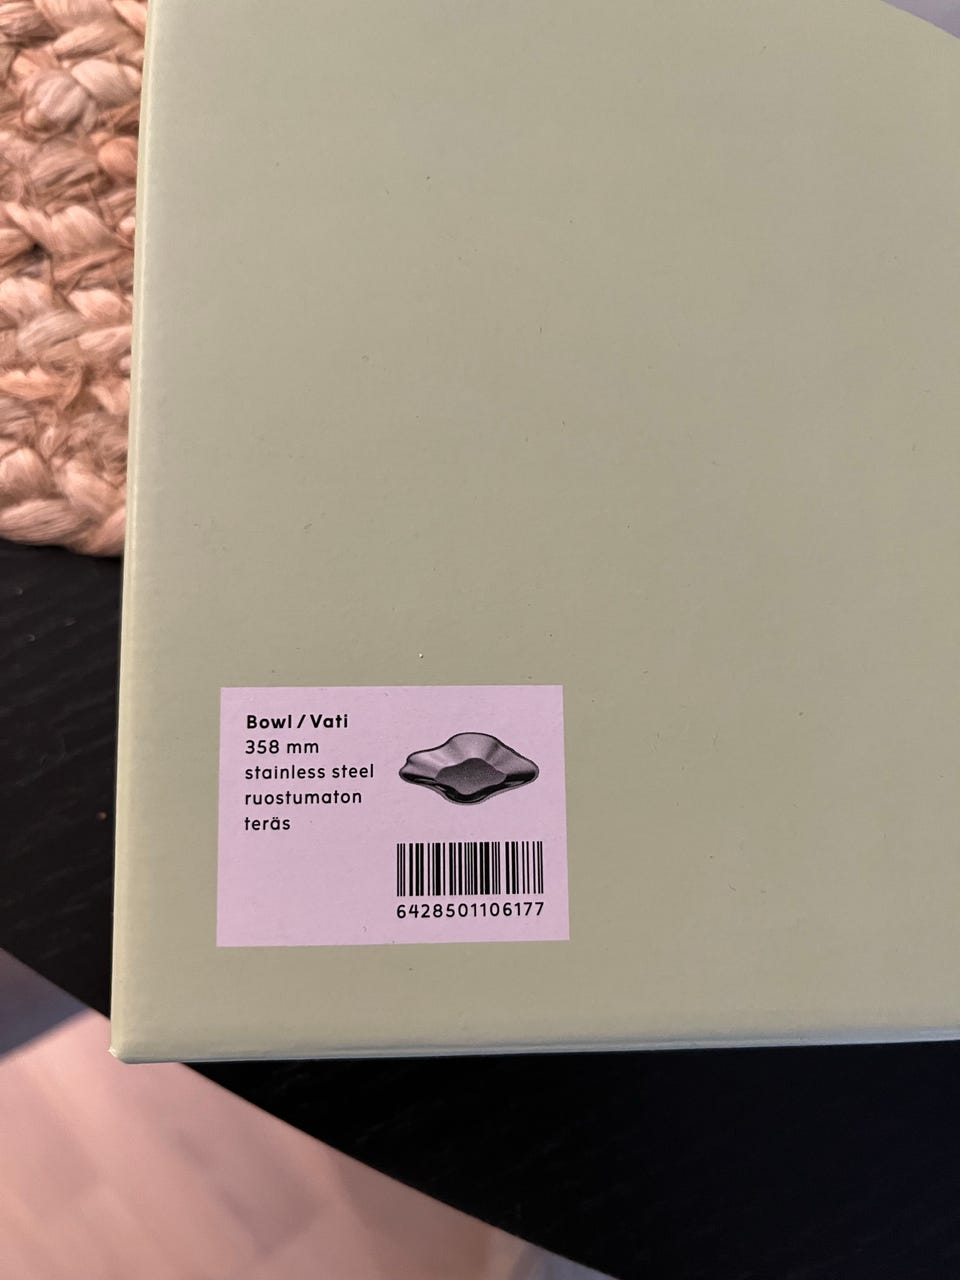 Bowl / Vati
358 mm
stainless steel
ruostumaton
teräs
6428501106177